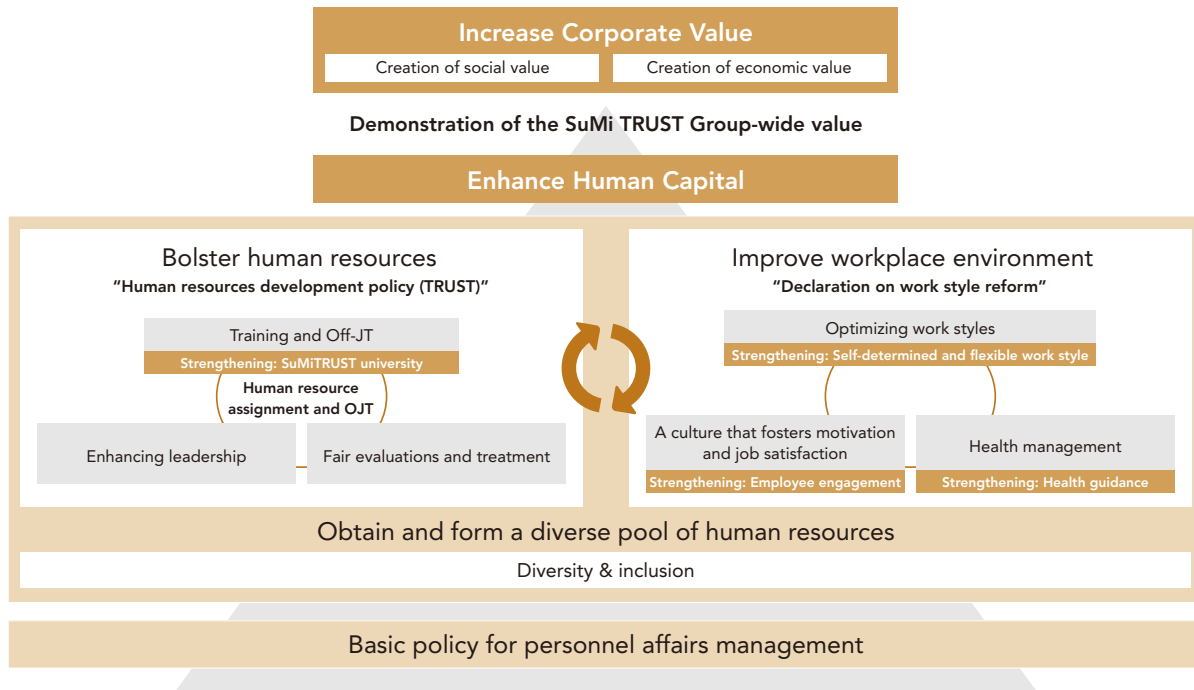 Increase Corporate Value
Creation of social value
Creation of economic value
Demonstration of the SuMi TRUST Group-wide value
Enhance Human Capital
Bolster human resources
“Human resources development policy (TRUST)”
Training and Off-JT
Strengthening: SuMiTRUST university
Human resource
assignment and OJT
Enhancing leadership
Fair evaluations and treatment
Improve workplace environment
“Declaration on work style reform”
Optimizing work styles
Strengthening: Self-determined and flexible work style
A culture that fosters motivation
and job satisfaction
Strengthening: Employee engagement
Health management
Strengthening: Health guidance
Obtain and form a diverse pool of human resources
Diversity & inclusion
Basic policy for personnel affairs management